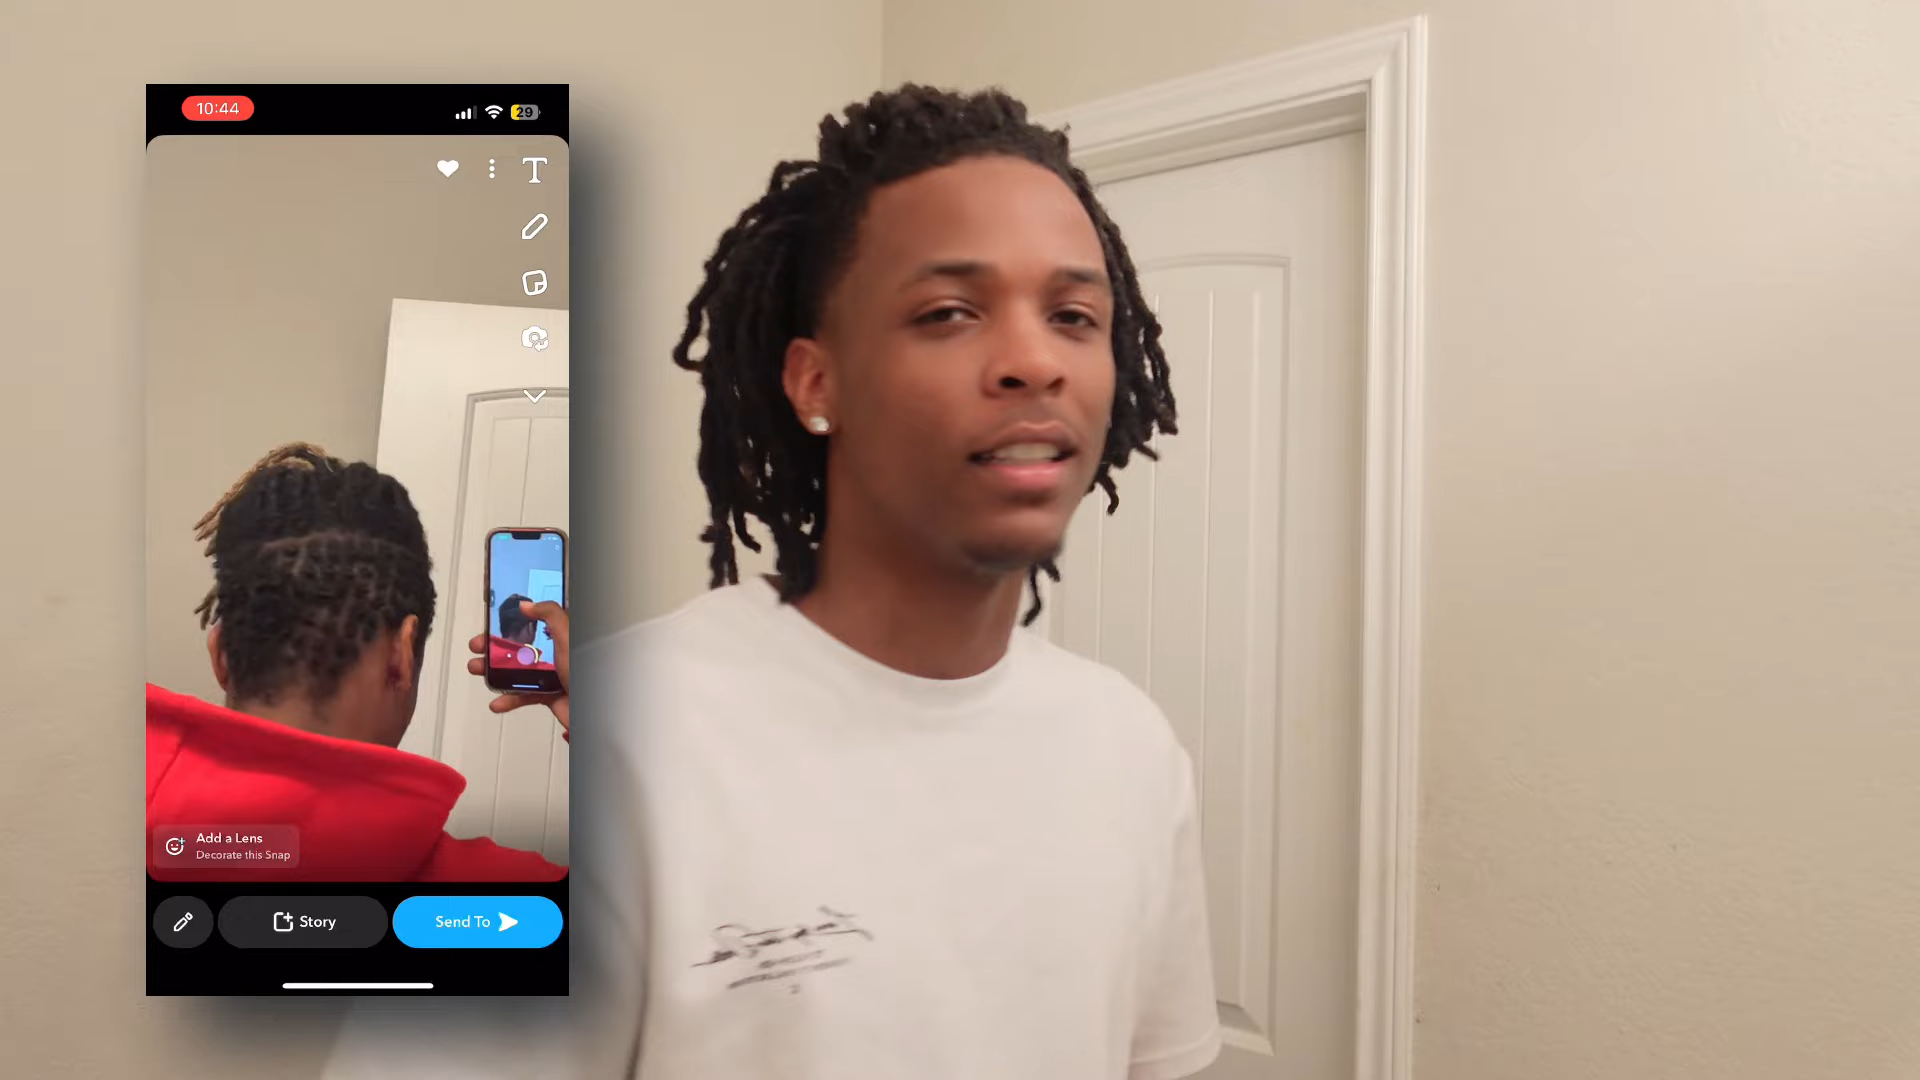 10:44
29
T
Add a Lens
Decorate this Snap
Story
Send To